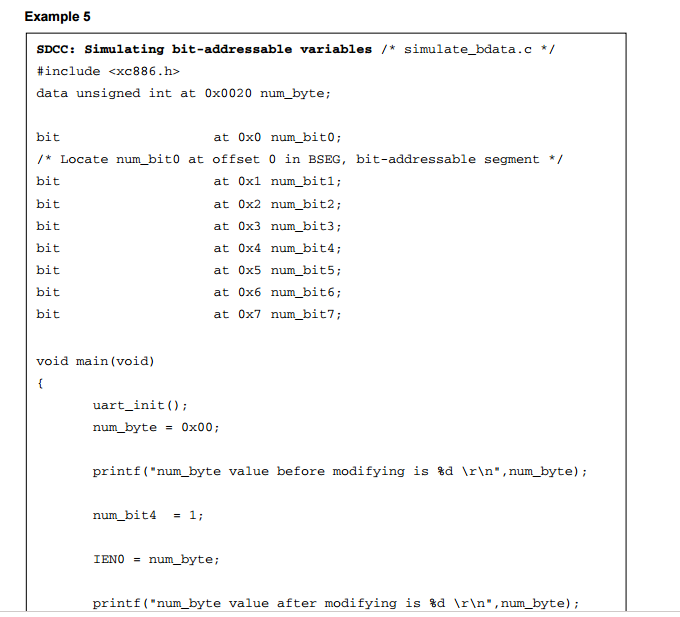 Example 5
SDCC: Simulating bit-addressable variables /* simulate_bdata.c */
#include <xc886.h>
data unsigned int at 0x0020 num_byte;
bit at 0x0 num_bit0;
/* Locate num_bit0 at offset 0 in BSEG, bit-addressable segment */
bit at 0x1 num_bit1;
bit at 0x2 num_bit2;
bit at 0x3 num_bit3;
bit at 0x4 num_bit4;
bit at 0x5 num_bit5;
bit at 0x6 num_bit6;
bit at 0x7 num_bit7;
void main(void)
{
uart_init();
num_byte = 0x00;
printf("num_byte value before modifying is %d \r\n",num_byte);
num_bit4 = 1;
IEN0 = num_byte;
printf("num_byte value after modifying is %d \r\n",num_byte);